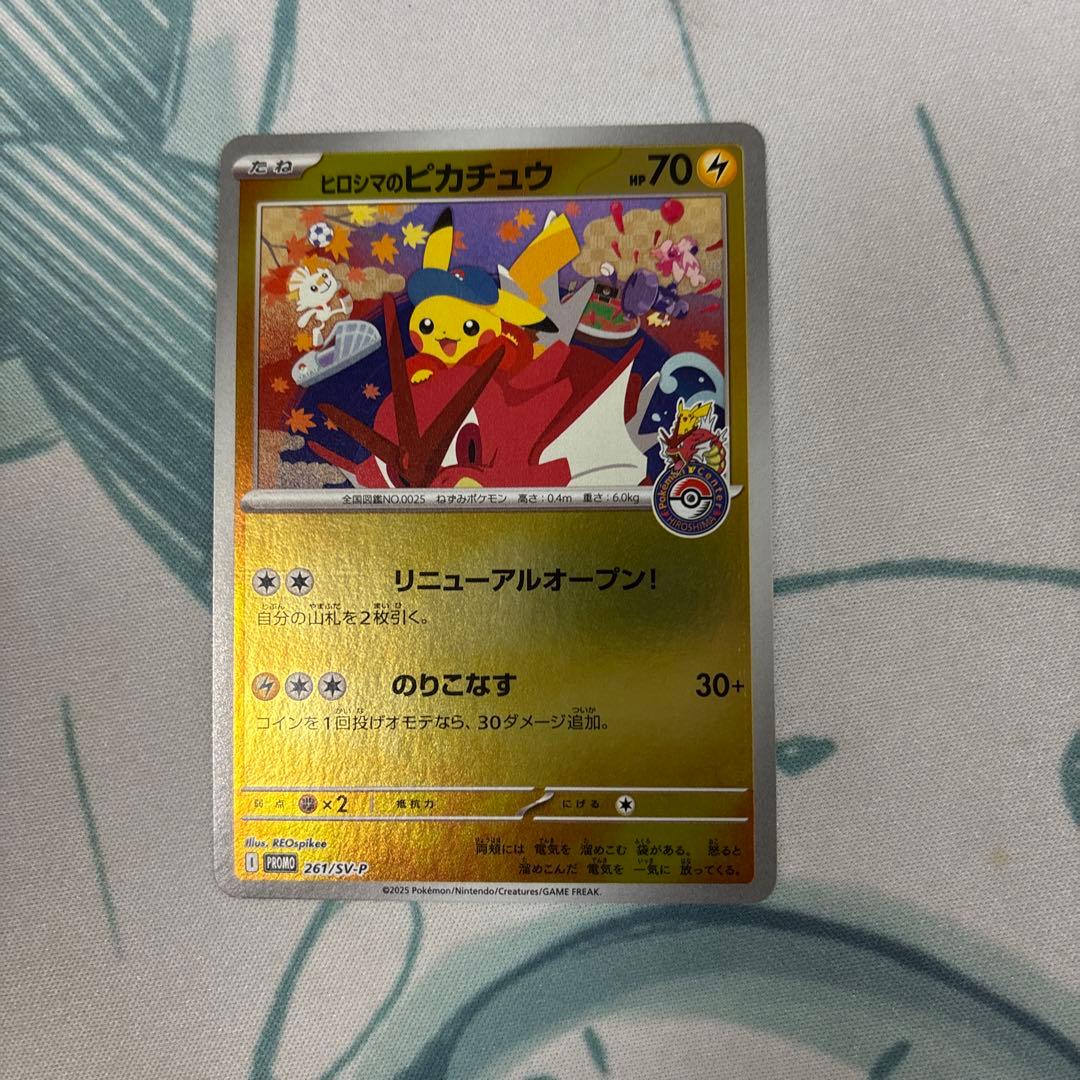 たね ヒロシマのピカチュウ HP70
Pokémon Center
HIROSHIMA
全国図鑑NO.0025 ねずみポケモン 高さ:0.4m 重さ:6.0kg
リニューアルオープン!
自分の山札を2枚引く。
のりこなす 30+
コインを1回投げオモテなら、30ダメージ追加。
弱点 ×2 抵抗力 にげる
Illus. REOspikee
I PROMO 261/SV-P
両頬には 電気を 溜めこむ 袋がある。 怒ると
溜めこんだ 電気を 一気に 放ってくる。
©2025 Pokémon/Nintendo/Creatures/GAME FREAK.